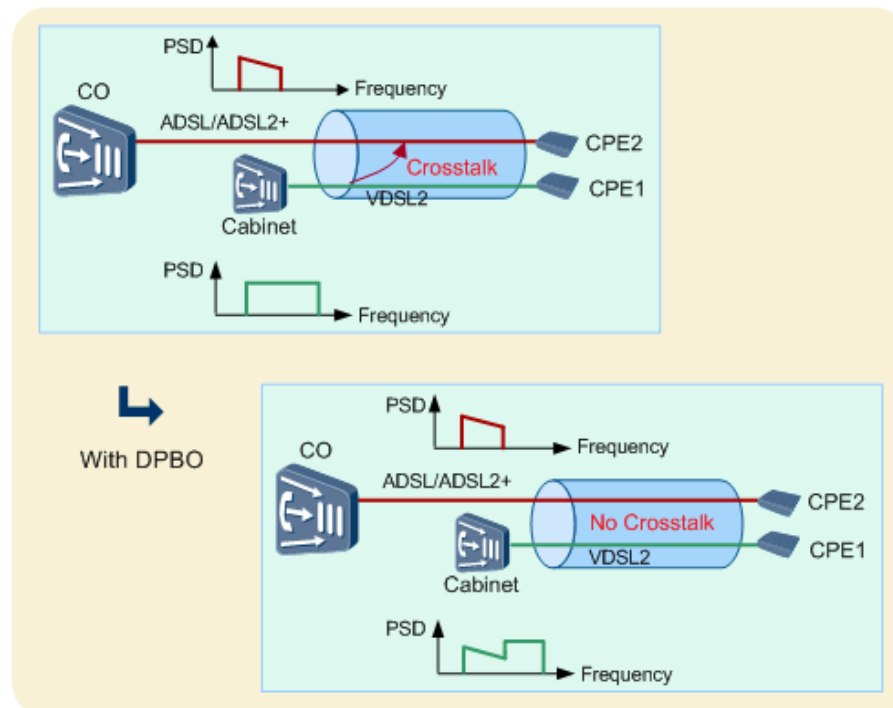 PSD
Frequency
CO
ADSL/ADSL2+
CPE2
Crosstalk
CPE1
VDSL2
Cabinet
PSD
Frequency
With DPBO
PSD
Frequency
CO
ADSL/ADSL2+
CPE2
No Crosstalk
CPE1
VDSL2
Cabinet
PSD
Frequency